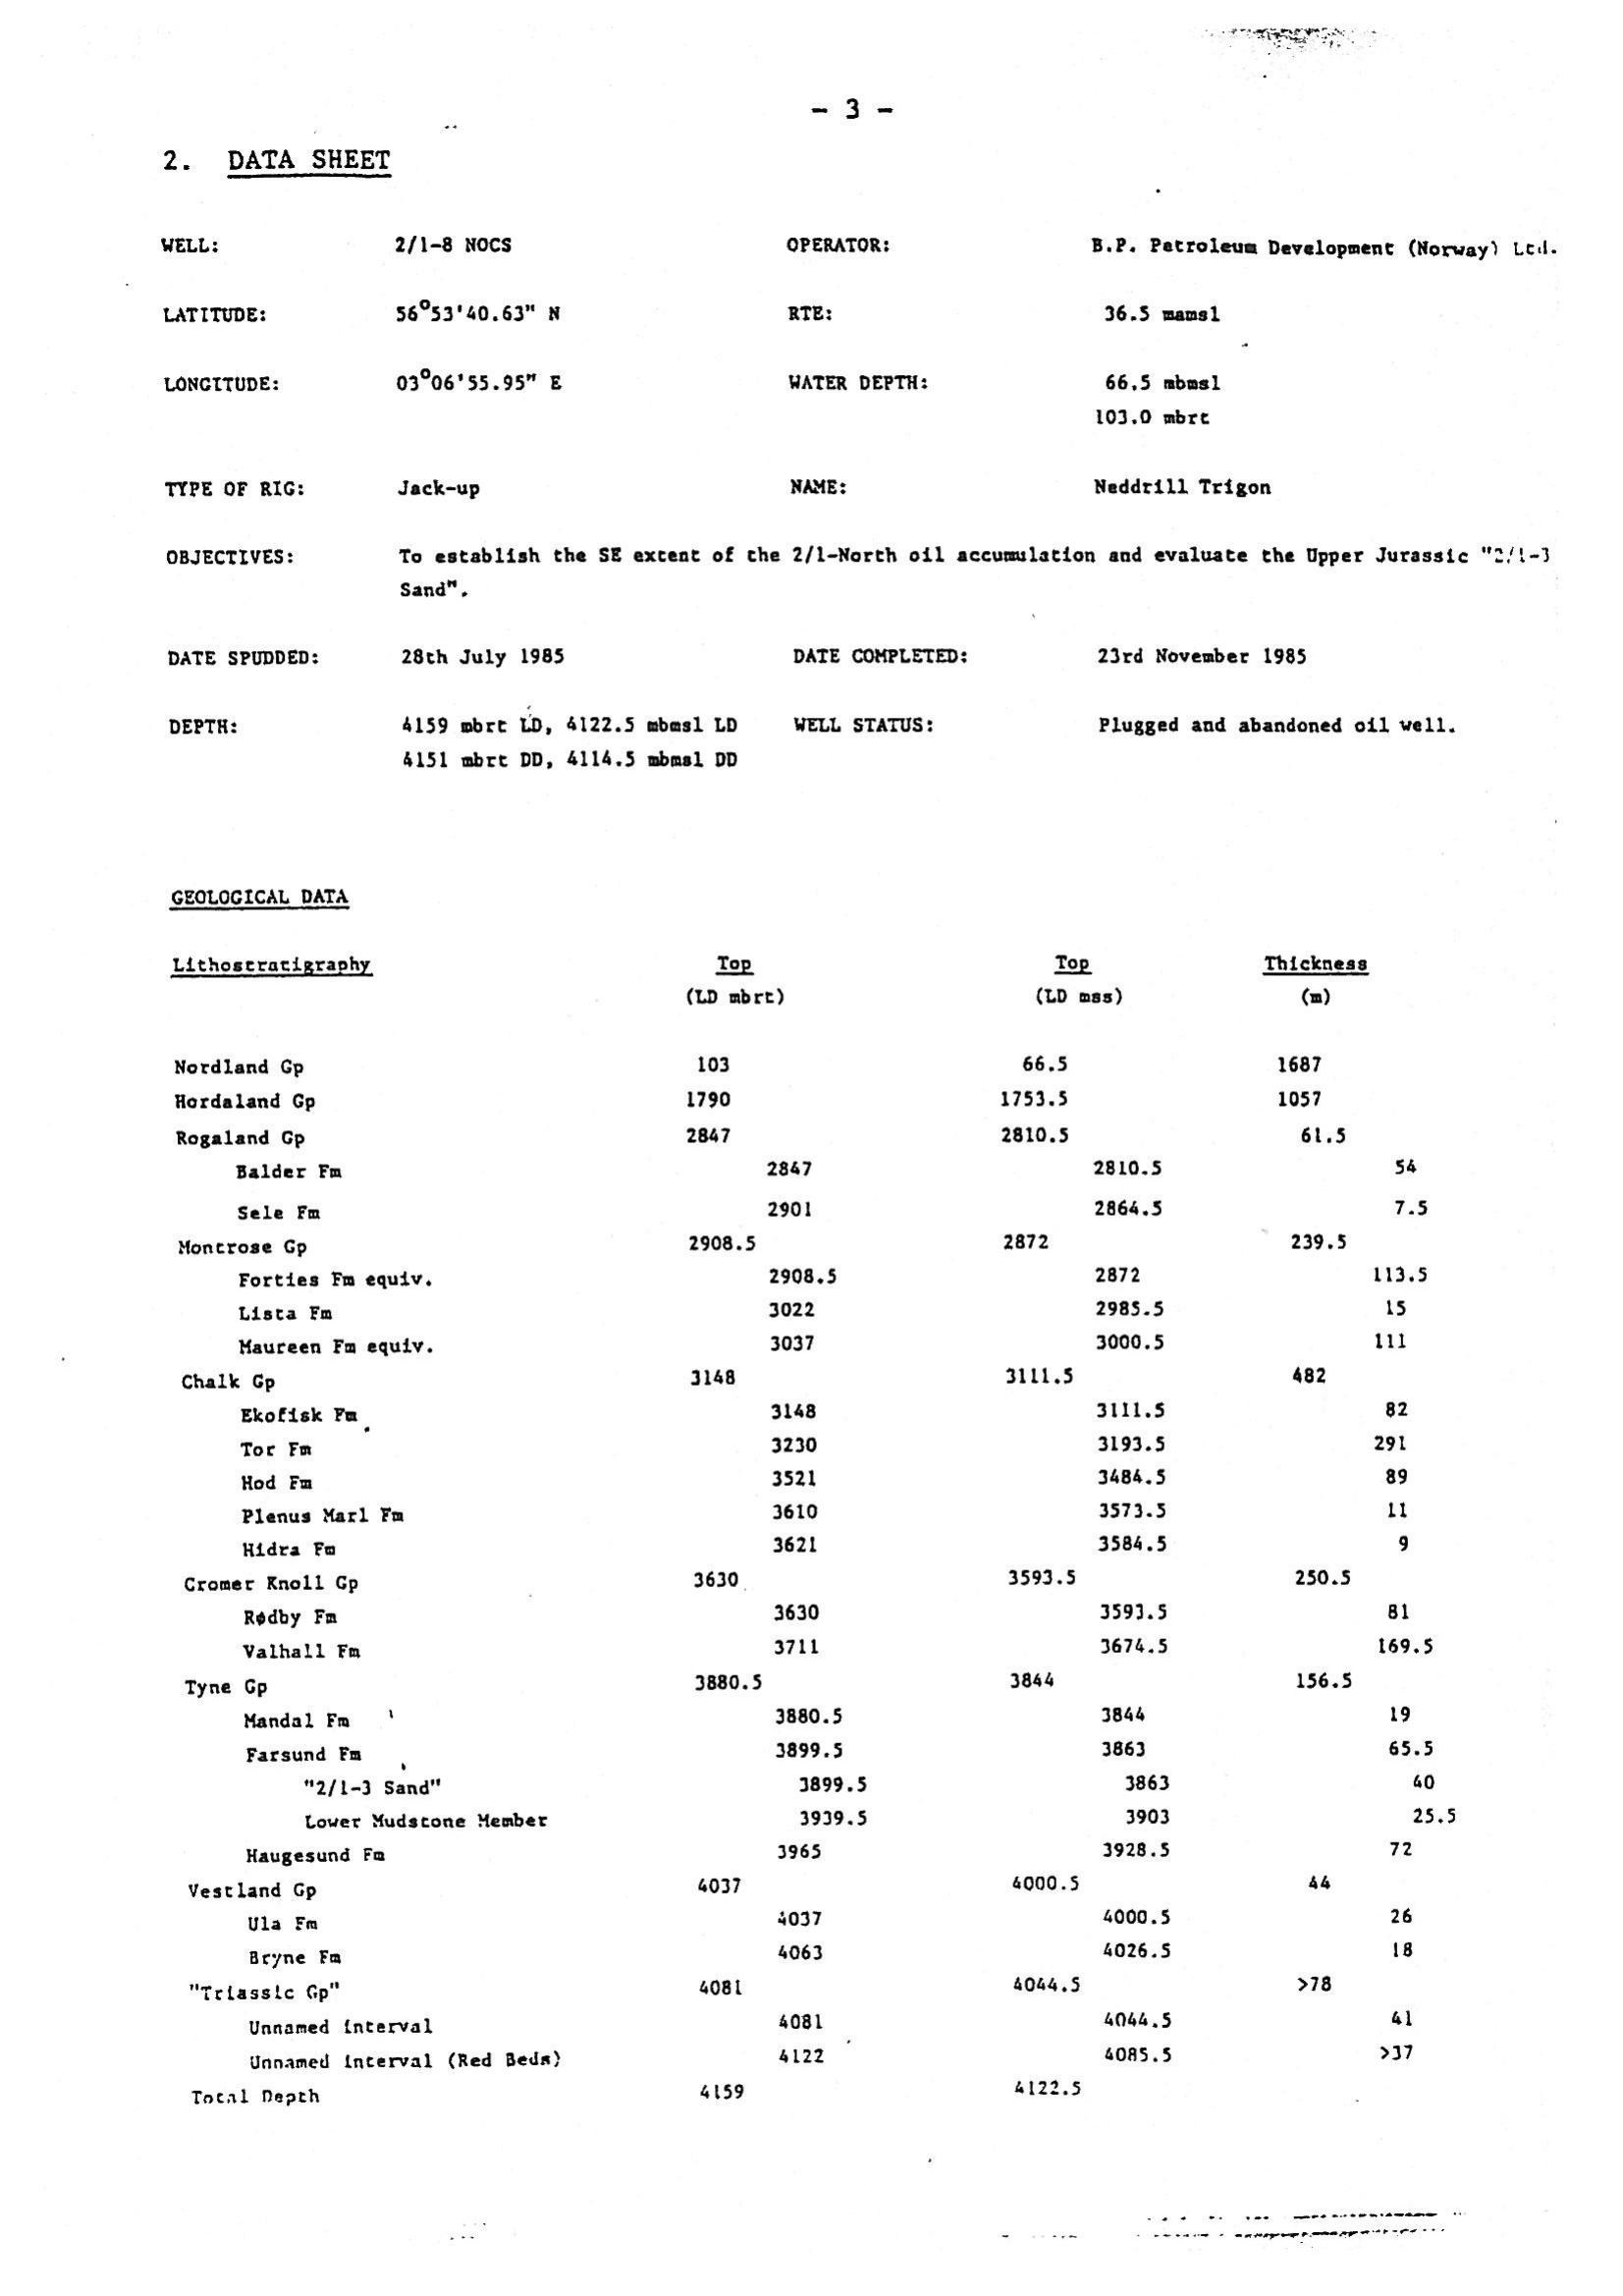 - 3 -
2. DATA SHEET
WELL: 2/1-8 NOCS OPERATOR: B.P. Petroleum Development (Norway) Ltd.
LATITUDE: 56°53'40.63" N RTE: 36.5 mamsl
LONGITUDE: 03°06'55.95" E WATER DEPTH: 66.5 mbmsl
103.0 mbrt
TYPE OF RIG: Jack-up NAME: Neddrill Trigon
OBJECTIVES: To establish the SE extent of the 2/1-North oil accumulation and evaluate the Upper Jurassic "2/1-3
Sand".
DATE SPUDDED: 28th July 1985 DATE COMPLETED: 23rd November 1985
DEPTH: 4159 mbrt LD, 4122.5 mbmsl LD WELL STATUS: Plugged and abandoned oil well.
4151 mbrt DD, 4114.5 mbmsl DD
GEOLOGICAL DATA
Lithostratigraphy Top Top Thickness
(LD mbrt) (LD mss) (m)
Nordland Gp 103 66.5 1687
Hordaland Gp 1790 1753.5 1057
Rogaland Gp 2847 2810.5 61.5
Balder Fm 2847 2810.5 54
Sele Fm 2901 2864.5 7.5
Montrose Gp 2908.5 2872 239.5
Forties Fm equiv. 2908.5 2872 113.5
Lista Fm 3022 2985.5 15
Maureen Fm equiv. 3037 3000.5 111
Chalk Gp 3148 3111.5 482
Ekofisk Fm 3148 3111.5 82
Tor Fm 3230 3193.5 291
Hod Fm 3521 3484.5 89
Plenus Marl Fm 3610 3573.5 11
Hidra Fm 3621 3584.5 9
Cromer Knoll Gp 3630 3593.5 250.5
Rødby Fm 3630 3593.5 81
Valhall Fm 3711 3674.5 169.5
Tyne Gp 3880.5 3844 156.5
Mandal Fm 3880.5 3844 19
Farsund Fm 3899.5 3863 65.5
"2/1-3 Sand" 3899.5 3863 40
Lower Mudstone Member 3939.5 3903 25.5
Haugesund Fm 3965 3928.5 72
Vestland Gp 4037 4000.5 44
Ula Fm 4037 4000.5 26
Bryne Fm 4063 4026.5 18
"Triassic Gp" 4081 4044.5 >78
Unnamed interval 4081 4044.5 41
Unnamed interval (Red Beds) 4122 4085.5 >37
Total Depth 4159 4122.5